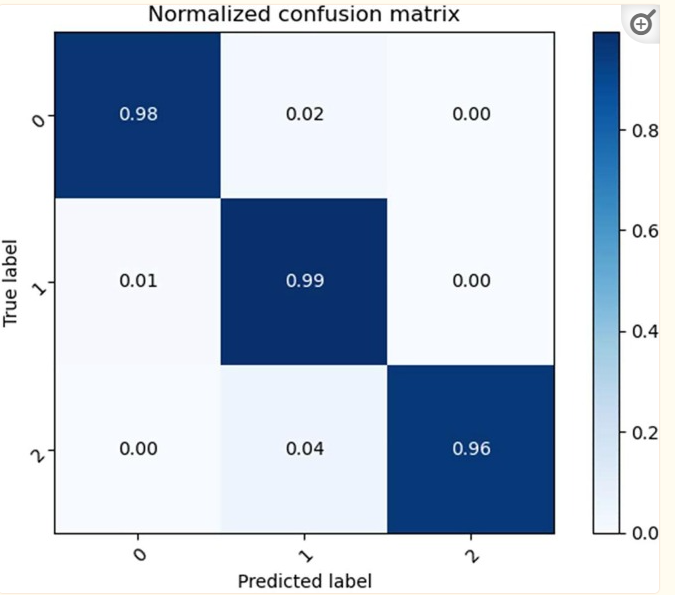 Normalized confusion matrix
0 0.98 0.02 0.00
0.8
0.6
True label
1 0.01 0.99 0.00
0.4
0.2
2 0.00 0.04 0.96
0.0
0 1 2
Predicted label